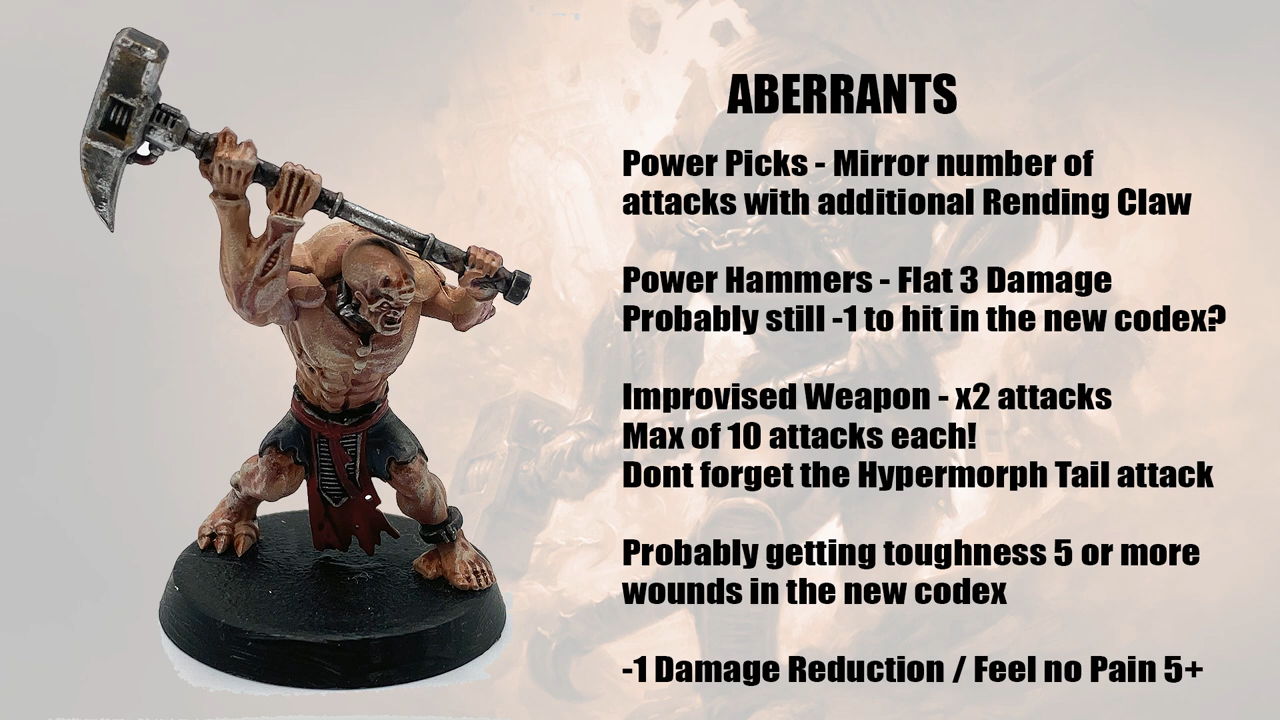 ABERRANTS
Power Picks - Mirror number of
attacks with additional Rending Claw
Power Hammers - Flat 3 Damage
Probably still -1 to hit in the new codex?
Improvised Weapon - x2 attacks
Max of 10 attacks each!
Dont forget the Hypermorph Tail attack
Probably getting toughness 5 or more
wounds in the new codex
-1 Damage Reduction / Feel no Pain 5+